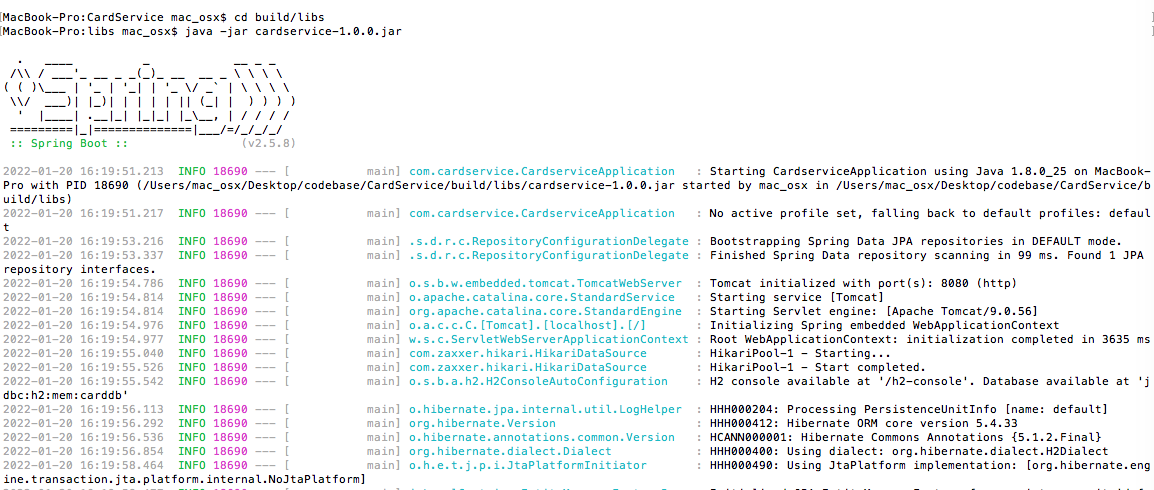 [MacBook-Pro:CardService mac_osx$ cd build/libs ]
[MacBook-Pro:libs mac_osx$ java -jar cardservice-1.0.0.jar ]
  .   ____          _            __ _ _
 /\\ / ___'_ __ _ _(_)_ __  __ _ \ \ \ \
( ( )\___ | '_ | '_| | '_ \/ _` | \ \ \ \
 \\/  ___)| |_)| | | | | || (_| |  ) ) ) )
  '  |____| .__|_| |_|_| |_\__, | / / / /
 =========|_|==============|___/=/_/_/_/
 :: Spring Boot ::                (v2.5.8)
2022-01-20 16:19:51.213  INFO 18690 --- [           main] com.cardservice.CardserviceApplication   : Starting CardserviceApplication using Java 1.8.0_25 on MacBook-
Pro with PID 18690 (/Users/mac_osx/Desktop/codebase/CardService/build/libs/cardservice-1.0.0.jar started by mac_osx in /Users/mac_osx/Desktop/codebase/CardService/b
uild/libs)
2022-01-20 16:19:51.217  INFO 18690 --- [           main] com.cardservice.CardserviceApplication   : No active profile set, falling back to default profiles: defaul
t
2022-01-20 16:19:53.216  INFO 18690 --- [           main] .s.d.r.c.RepositoryConfigurationDelegate : Bootstrapping Spring Data JPA repositories in DEFAULT mode.
2022-01-20 16:19:53.337  INFO 18690 --- [           main] .s.d.r.c.RepositoryConfigurationDelegate : Finished Spring Data repository scanning in 99 ms. Found 1 JPA
repository interfaces.
2022-01-20 16:19:54.786  INFO 18690 --- [           main] o.s.b.w.embedded.tomcat.TomcatWebServer  : Tomcat initialized with port(s): 8080 (http)
2022-01-20 16:19:54.814  INFO 18690 --- [           main] o.apache.catalina.core.StandardService   : Starting service [Tomcat]
2022-01-20 16:19:54.814  INFO 18690 --- [           main] org.apache.catalina.core.StandardEngine  : Starting Servlet engine: [Apache Tomcat/9.0.56]
2022-01-20 16:19:54.976  INFO 18690 --- [           main] o.a.c.c.C.[Tomcat].[localhost].[/]       : Initializing Spring embedded WebApplicationContext
2022-01-20 16:19:54.977  INFO 18690 --- [           main] w.s.c.ServletWebServerApplicationContext : Root WebApplicationContext: initialization completed in 3635 ms
2022-01-20 16:19:55.040  INFO 18690 --- [           main] com.zaxxer.hikari.HikariDataSource       : HikariPool-1 - Starting...
2022-01-20 16:19:55.526  INFO 18690 --- [           main] com.zaxxer.hikari.HikariDataSource       : HikariPool-1 - Start completed.
2022-01-20 16:19:55.542  INFO 18690 --- [           main] o.s.b.a.h2.H2ConsoleAutoConfiguration    : H2 console available at '/h2-console'. Database available at 'j
dbc:h2:mem:carddb'
2022-01-20 16:19:56.113  INFO 18690 --- [           main] o.hibernate.jpa.internal.util.LogHelper  : HHH000204: Processing PersistenceUnitInfo [name: default]
2022-01-20 16:19:56.292  INFO 18690 --- [           main] org.hibernate.Version                    : HHH000412: Hibernate ORM core version 5.4.33
2022-01-20 16:19:56.536  INFO 18690 --- [           main] o.hibernate.annotations.common.Version   : HCANN000001: Hibernate Commons Annotations {5.1.2.Final}
2022-01-20 16:19:56.854  INFO 18690 --- [           main] org.hibernate.dialect.Dialect            : HHH000400: Using dialect: org.hibernate.dialect.H2Dialect
2022-01-20 16:19:58.464  INFO 18690 --- [           main] o.h.e.t.j.p.i.JtaPlatformInitiator       : HHH000490: Using JtaPlatform implementation: [org.hibernate.eng
ine.transaction.jta.platform.internal.NoJtaPlatform]